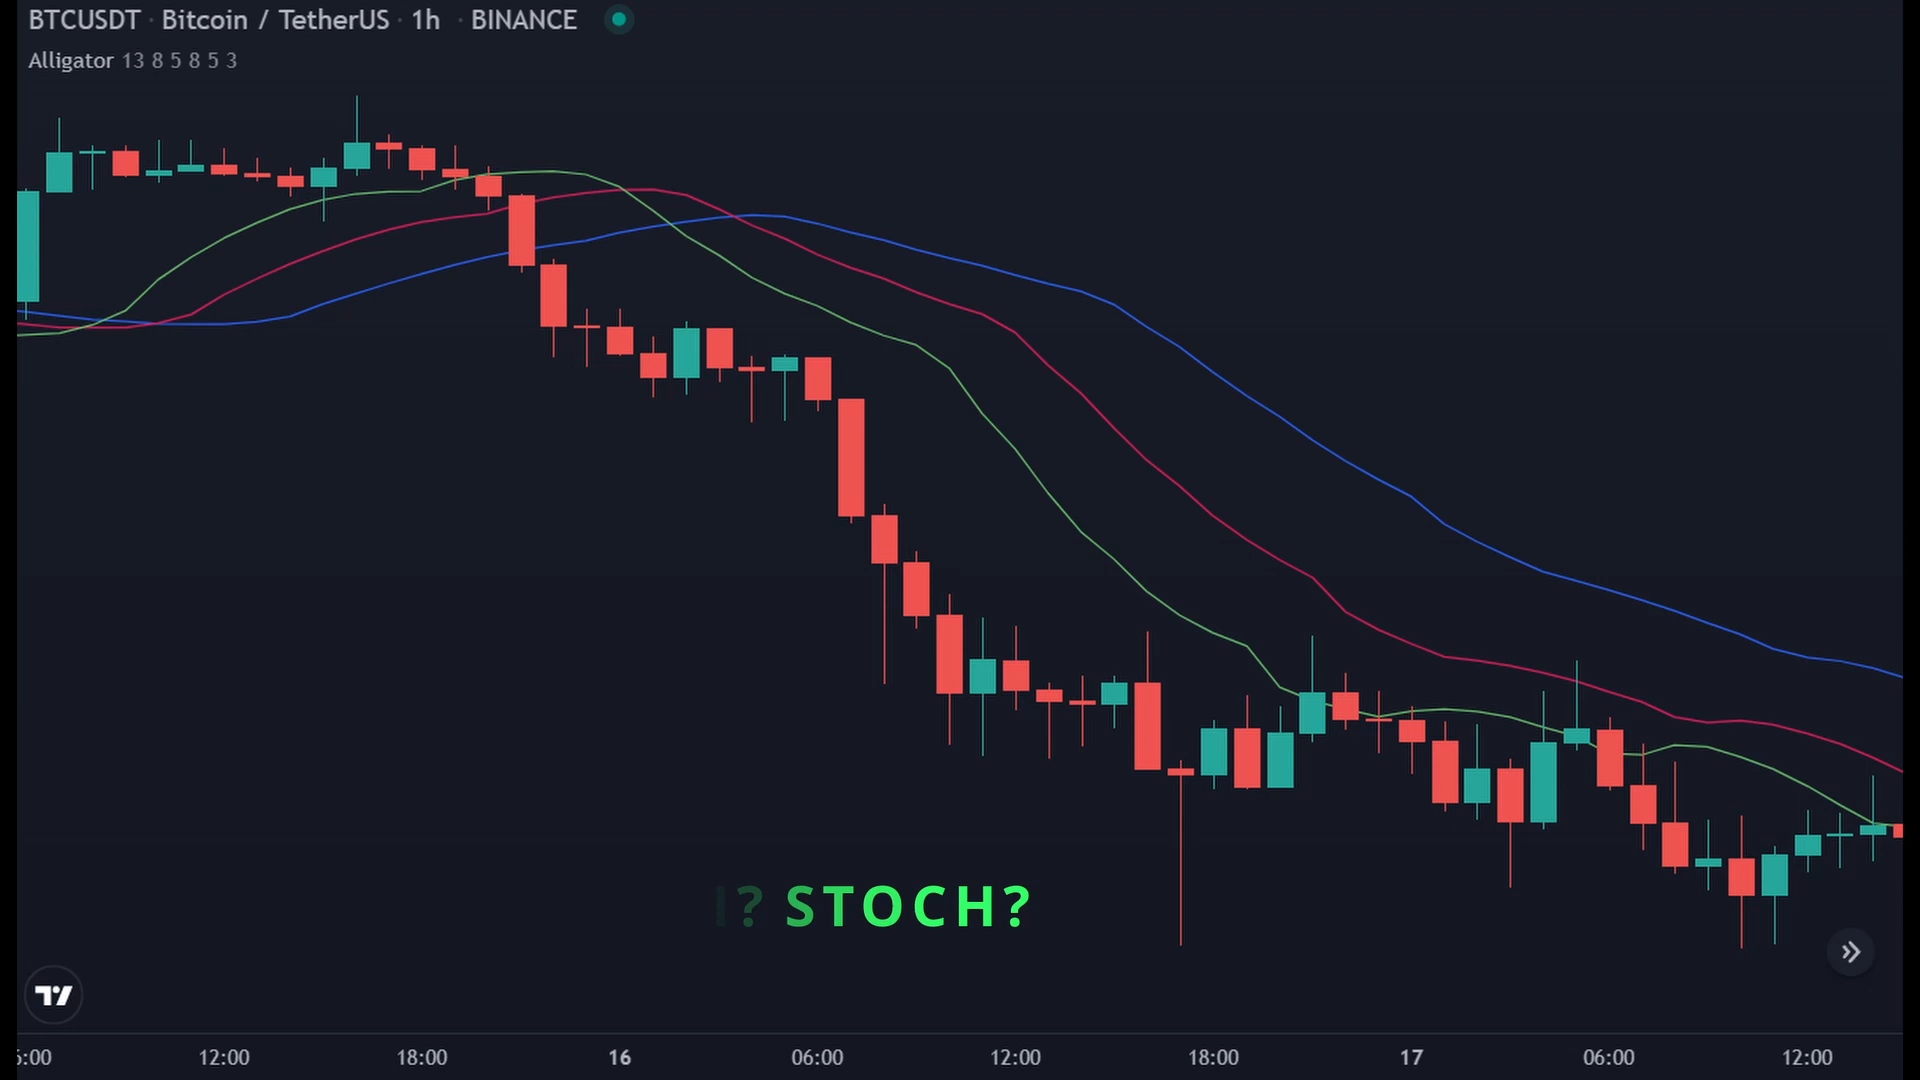 BTCUSDT · Bitcoin / TetherUS · 1h · BINANCE
Alligator 13 8 5 8 5 3
? STOCH?
12:00 18:00 16 06:00 12:00 18:00 17 06:00 12:00